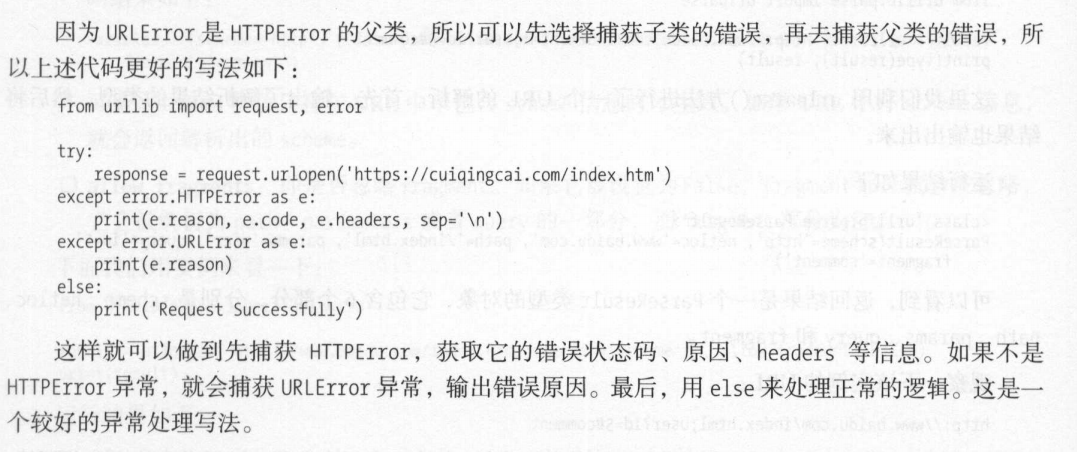 因为 URLError 是 HTTPError 的父类，所以可以先选择捕获子类的错误，再去捕获父类的错误，所
以上述代码更好的写法如下：
from urllib import request, error
try:
    response = request.urlopen('https://cuiqingcai.com/index.htm')
except error.HTTPError as e:
    print(e.reason, e.code, e.headers, sep='\n')
except error.URLError as e:
    print(e.reason)
else:
    print('Request Successfully')
这样就可以做到先捕获 HTTPError，获取它的错误状态码、原因、headers 等信息。如果不是
HTTPError 异常，就会捕获 URLError 异常，输出错误原因。最后，用 else 来处理正常的逻辑。这是一
个较好的异常处理写法。